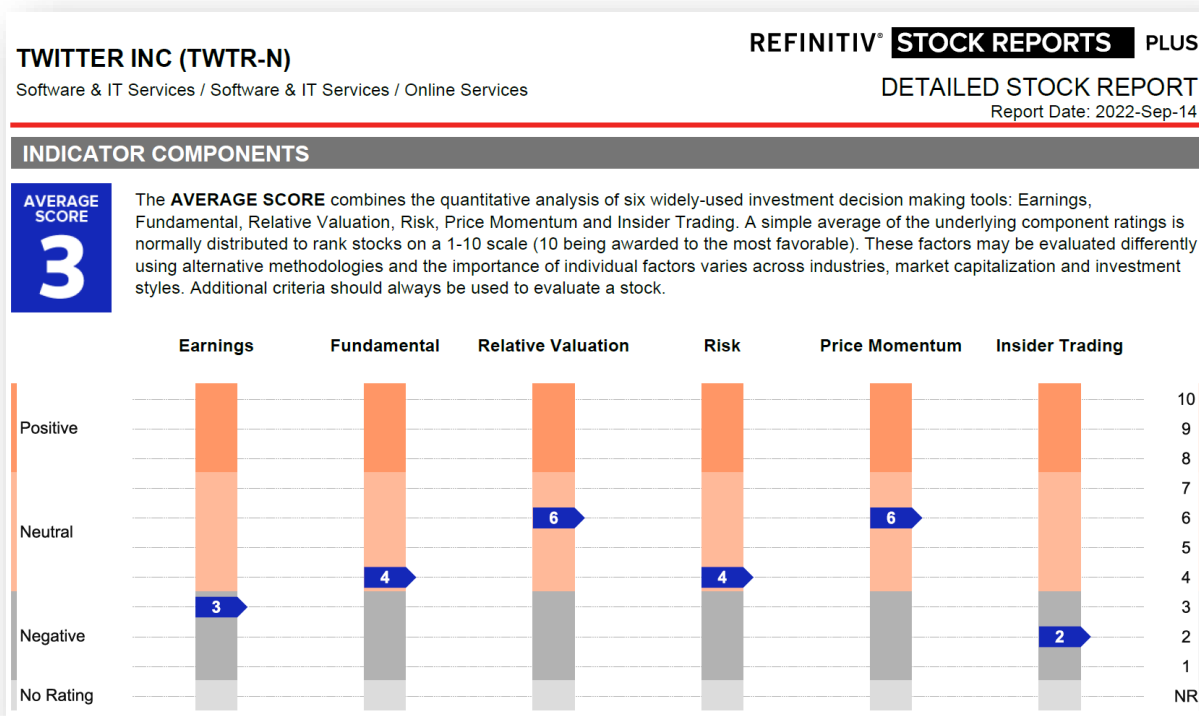 TWITTER INC (TWTR-N)
REFINITIV® STOCK REPORTS PLUS
Software & IT Services / Software & IT Services / Online Services
DETAILED STOCK REPORT
Report Date: 2022-Sep-14
INDICATOR COMPONENTS
AVERAGE
SCORE
3
The AVERAGE SCORE combines the quantitative analysis of six widely-used investment decision making tools: Earnings,
Fundamental, Relative Valuation, Risk, Price Momentum and Insider Trading. A simple average of the underlying component ratings is
normally distributed to rank stocks on a 1-10 scale (10 being awarded to the most favorable). These factors may be evaluated differently
using alternative methodologies and the importance of individual factors varies across industries, market capitalization and investment
styles. Additional criteria should always be used to evaluate a stock.
Earnings Fundamental Relative Valuation Risk Price Momentum Insider Trading
10
Positive 9
8
7
Neutral 6 6 6
5
4 4 4
3 3
Negative 2 2
1
No Rating NR